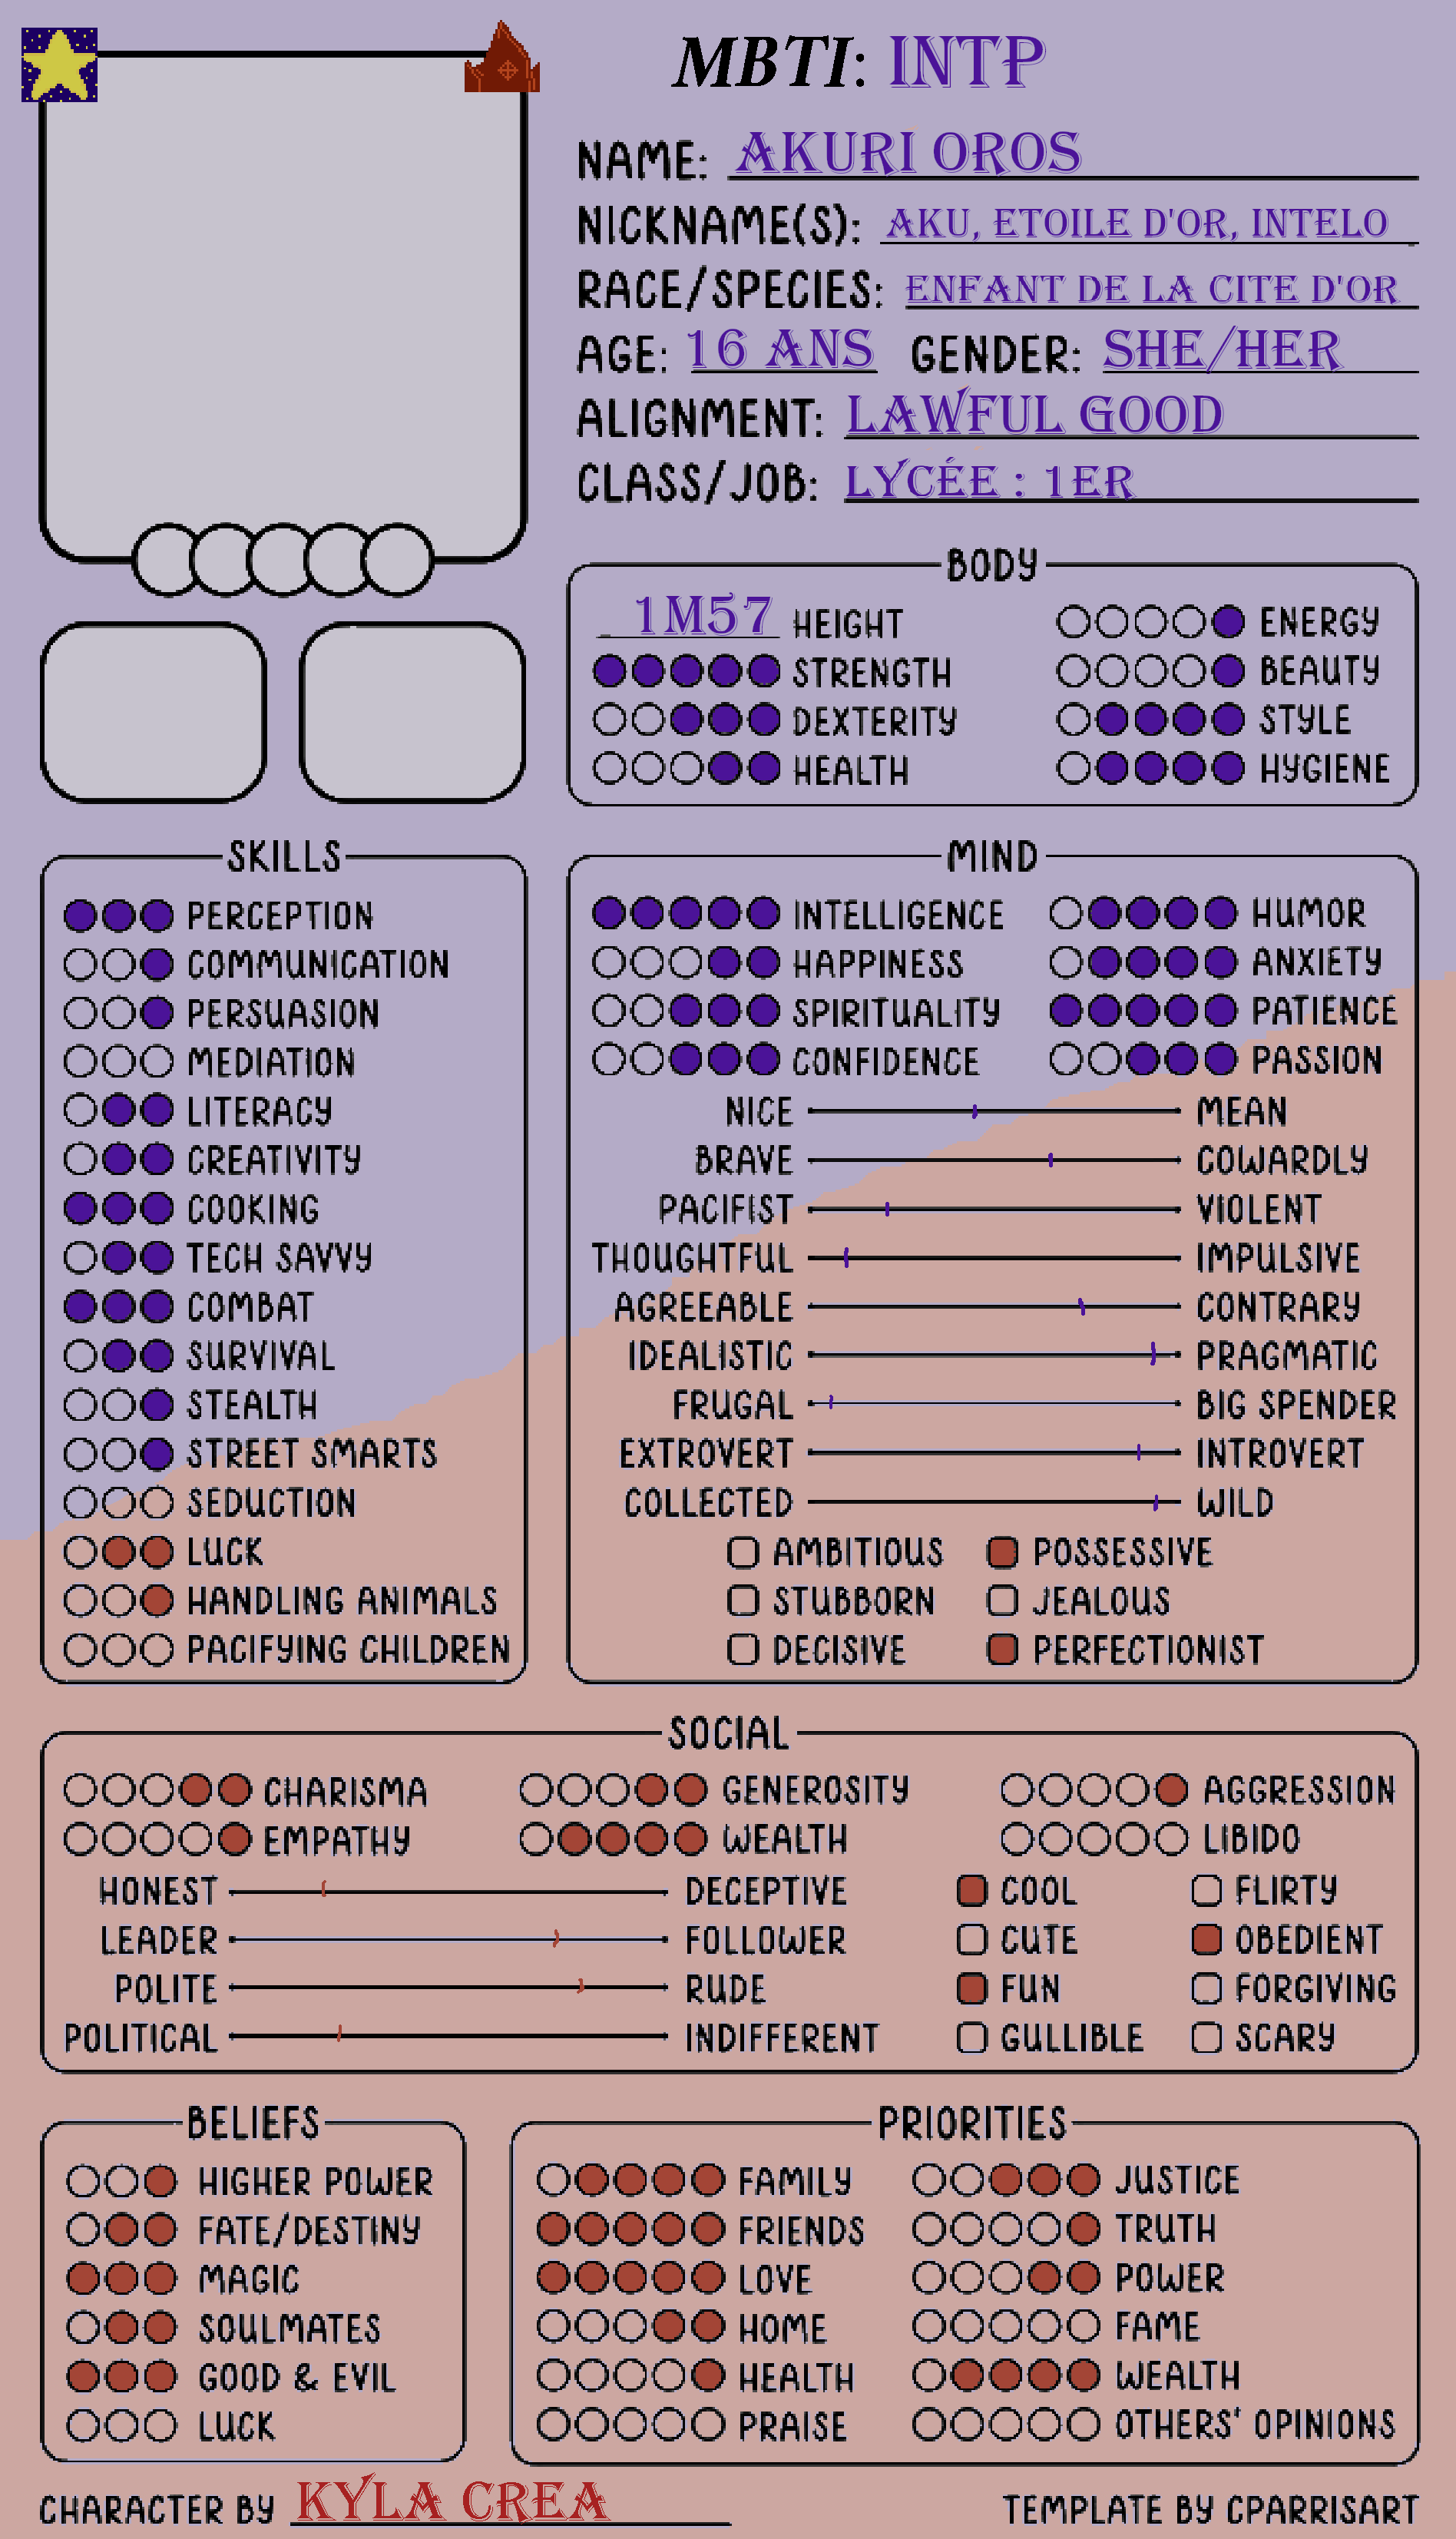 MBTI: INTP
NAME: AKURI OROS
NICKNAME(S): AKU, ETOILE D'OR, INTELO
RACE/SPECIES: ENFANT DE LA CITE D'OR
AGE: 16 ANS GENDER: SHE/HER
ALIGNMENT: LAWFUL GOOD
CLASS/JOB: LYCÉE : 1ER
BODY
1M57 HEIGHT ENERGY
STRENGTH BEAUTY
DEXTERITY STYLE
HEALTH HYGIENE
SKILLS
PERCEPTION
COMMUNICATION
PERSUASION
MEDIATION
LITERACY
CREATIVITY
COOKING
TECH SAVVY
COMBAT
SURVIVAL
STEALTH
STREET SMARTS
SEDUCTION
LUCK
HANDLING ANIMALS
PACIFYING CHILDREN
MIND
INTELLIGENCE HUMOR
HAPPINESS ANXIETY
SPIRITUALITY PATIENCE
CONFIDENCE PASSION
NICE MEAN
BRAVE COWARDLY
PACIFIST VIOLENT
THOUGHTFUL IMPULSIVE
AGREEABLE CONTRARY
IDEALISTIC PRAGMATIC
FRUGAL BIG SPENDER
EXTROVERT INTROVERT
COLLECTED WILD
AMBITIOUS POSSESSIVE
STUBBORN JEALOUS
DECISIVE PERFECTIONIST
SOCIAL
CHARISMA GENEROSITY AGGRESSION
EMPATHY WEALTH LIBIDO
HONEST DECEPTIVE COOL FLIRTY
LEADER FOLLOWER CUTE OBEDIENT
POLITE RUDE FUN FORGIVING
POLITICAL INDIFFERENT GULLIBLE SCARY
BELIEFS
HIGHER POWER
FATE/DESTINY
MAGIC
SOULMATES
GOOD & EVIL
LUCK
PRIORITIES
FAMILY JUSTICE
FRIENDS TRUTH
LOVE POWER
HOME FAME
HEALTH WEALTH
PRAISE OTHERS' OPINIONS
CHARACTER BY KYLA CREA TEMPLATE BY CPARRISART